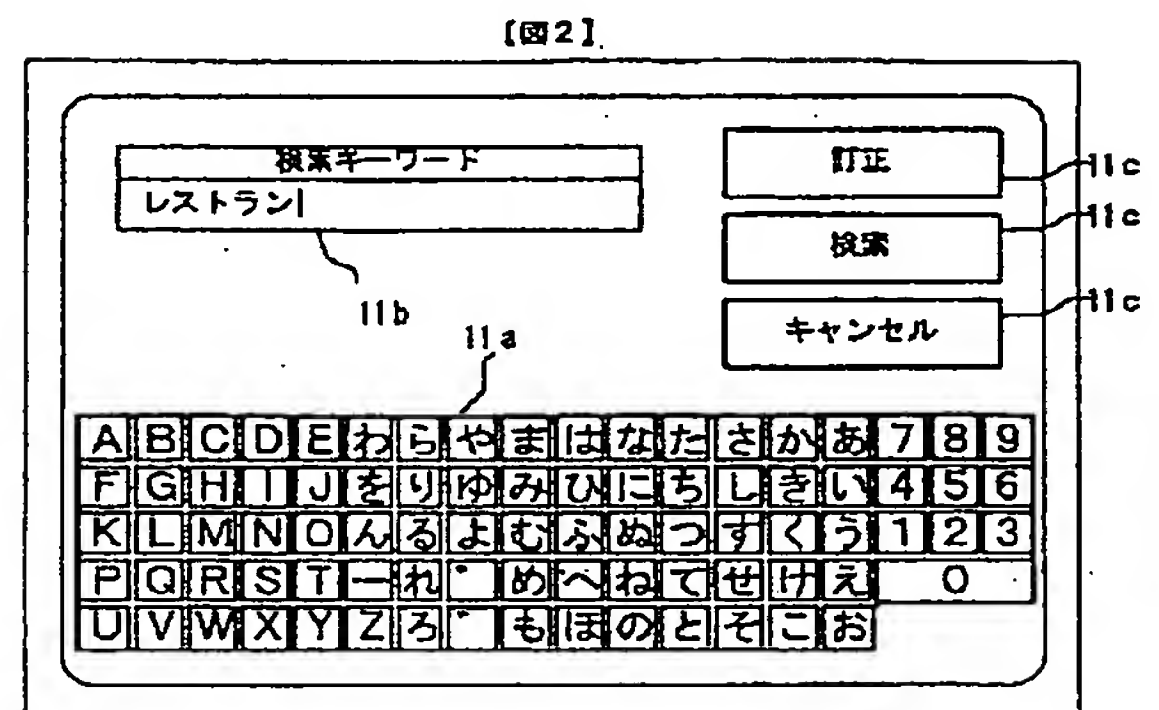 【図2】
検索キーワード
レストラン
訂正
11c
検索
11c
キャンセル
11c
11b
11a
A B C D E わ ら や ま は な た さ か あ 7 8 9
F G H I J を り ゆ み ひ に ち し き い 4 5 6
K L M N O ん る よ む ふ ぬ つ す く う 1 2 3
P Q R S T ー れ ゛ め へ ね て せ け え 0
U V W X Y Z ろ ゜ も ほ の と そ こ お